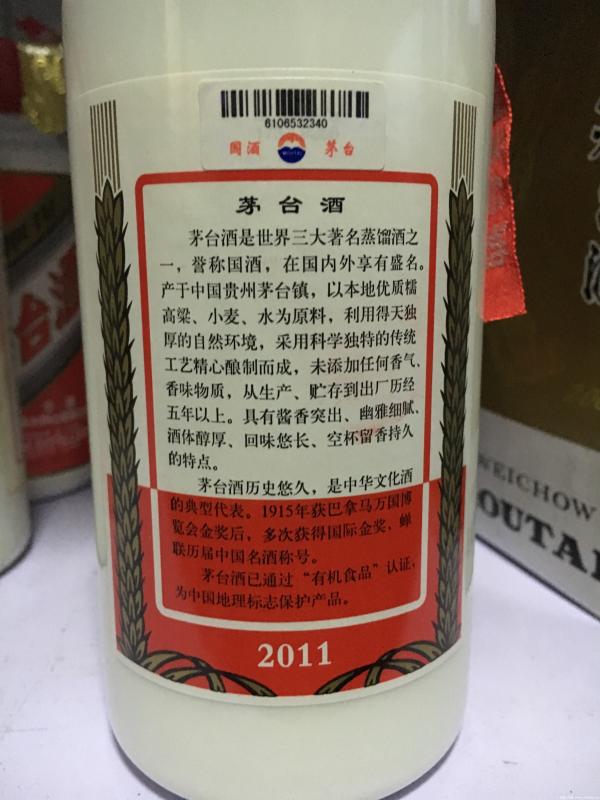 6106532340
国酒 茅台
茅台酒
茅台酒是世界三大著名蒸馏酒之
一，誉称国酒，在国内外享有盛名。
产于中国贵州茅台镇，以本地优质糯
高粱、小麦、水为原料，利用得天独
厚的自然环境，采用科学独特的传统
工艺精心酿制而成，未添加任何香气、
香味物质，从生产、贮存到出厂历经
五年以上。具有酱香突出、幽雅细腻、
酒体醇厚、回味悠长、空杯留香持久
的特点。
茅台酒历史悠久，是中华文化酒
的典型代表。1915年获巴拿马万国博
览会金奖后，多次获得国际金奖，蝉
联历届中国名酒称号。
茅台酒已通过“有机食品”认证，
为中国地理标志保护产品。
2011
WEICHOW
OUTAI
台酒
酒